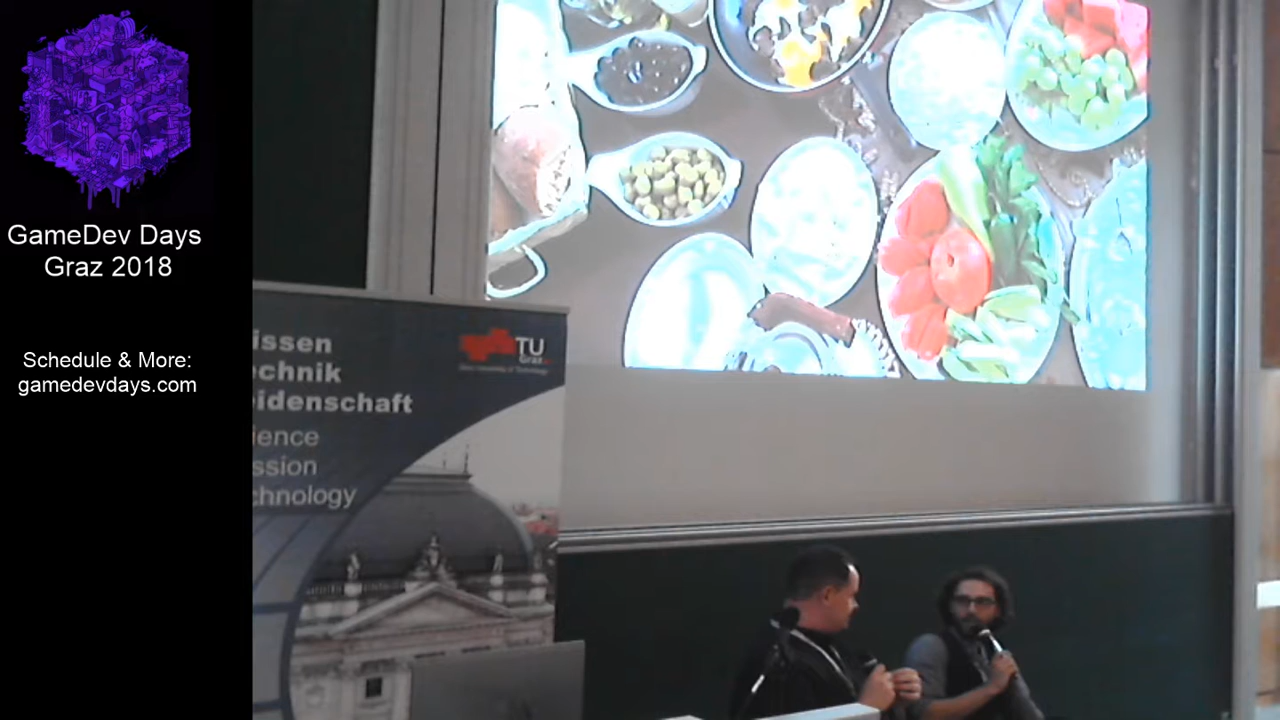 GameDev Days
Graz 2018
Schedule & More:
gamedevdays.com
issen
echnik
eidenschaft
ience
ssion
chnology
TU
Graz